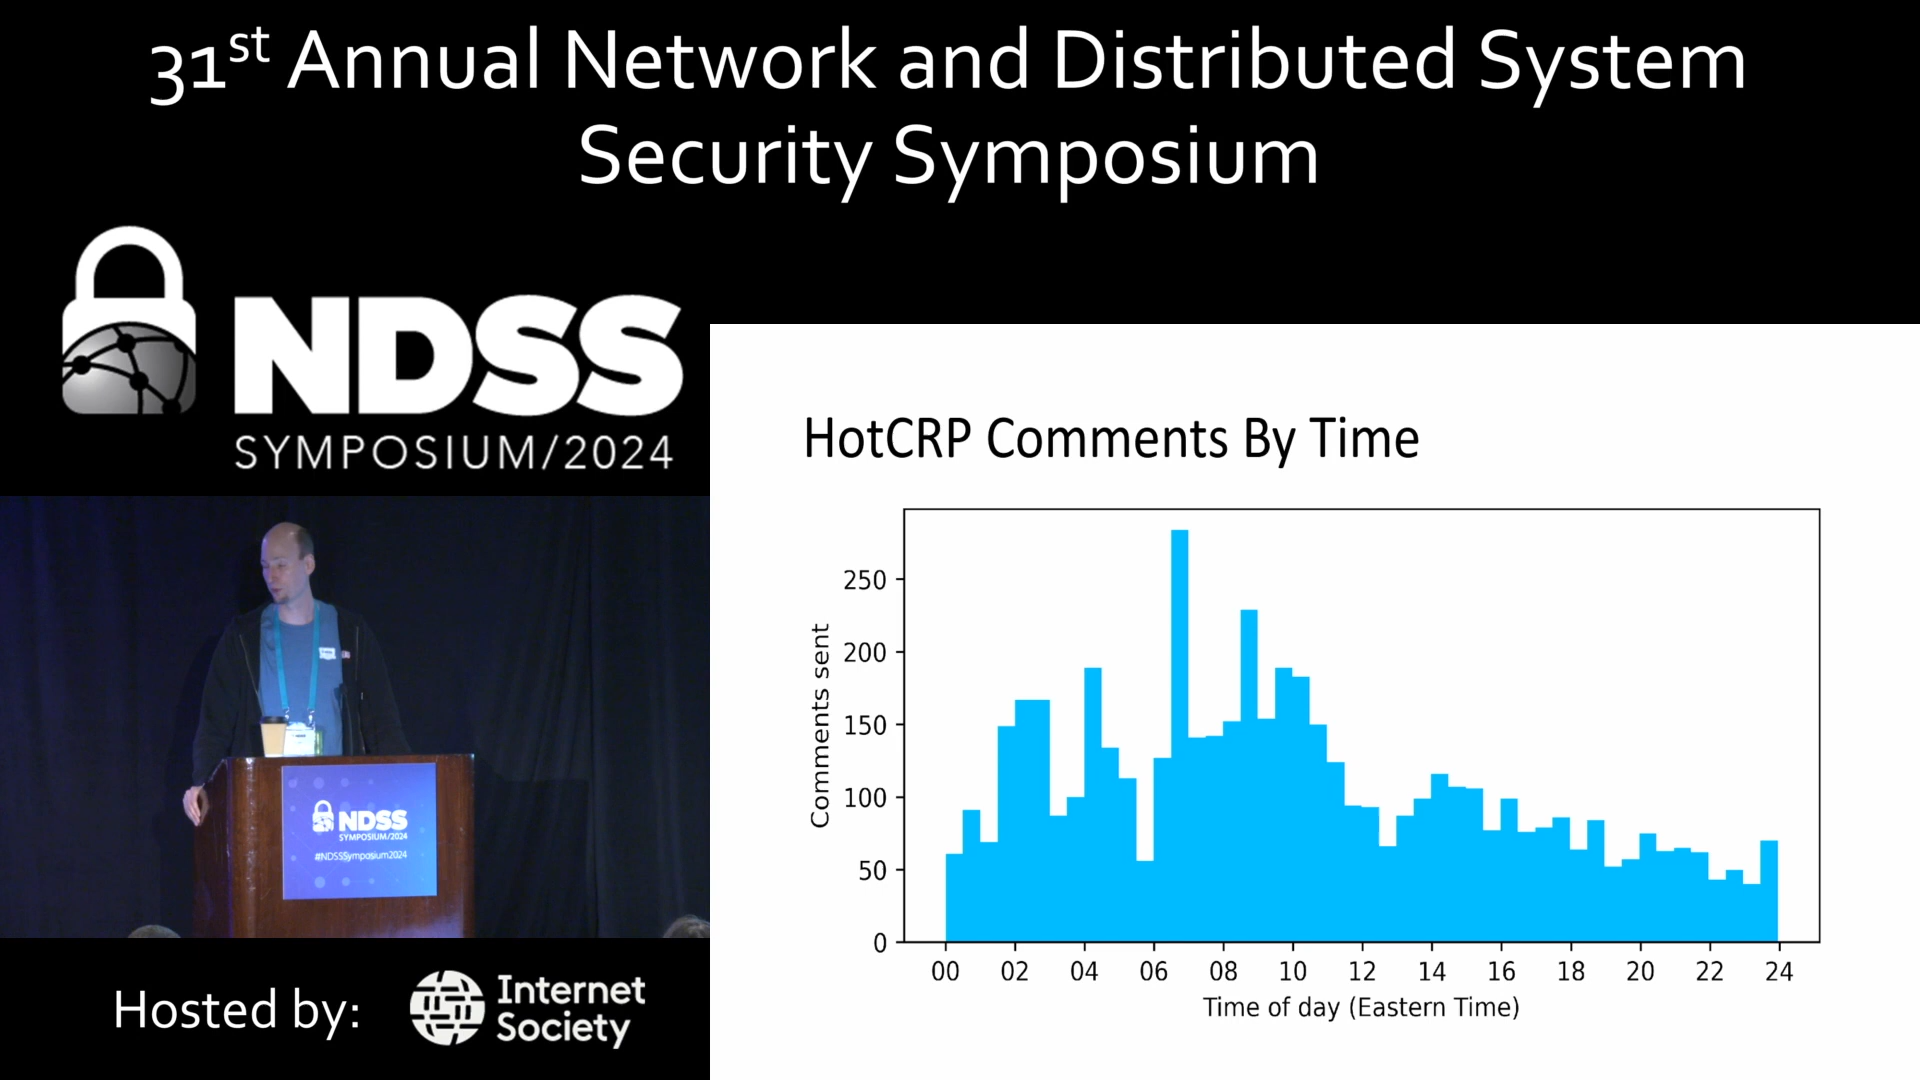 31st Annual Network and Distributed System
Security Symposium
NDSS
SYMPOSIUM/2024
HotCRP Comments By Time
Comments sent
250
200
150
100
50
0
00 02 04 06 08 10 12 14 16 18 20 22 24
Time of day (Eastern Time)
NDSS
SYMPOSIUM/2024
#NDSSSymposium2024
Hosted by:
Internet
Society